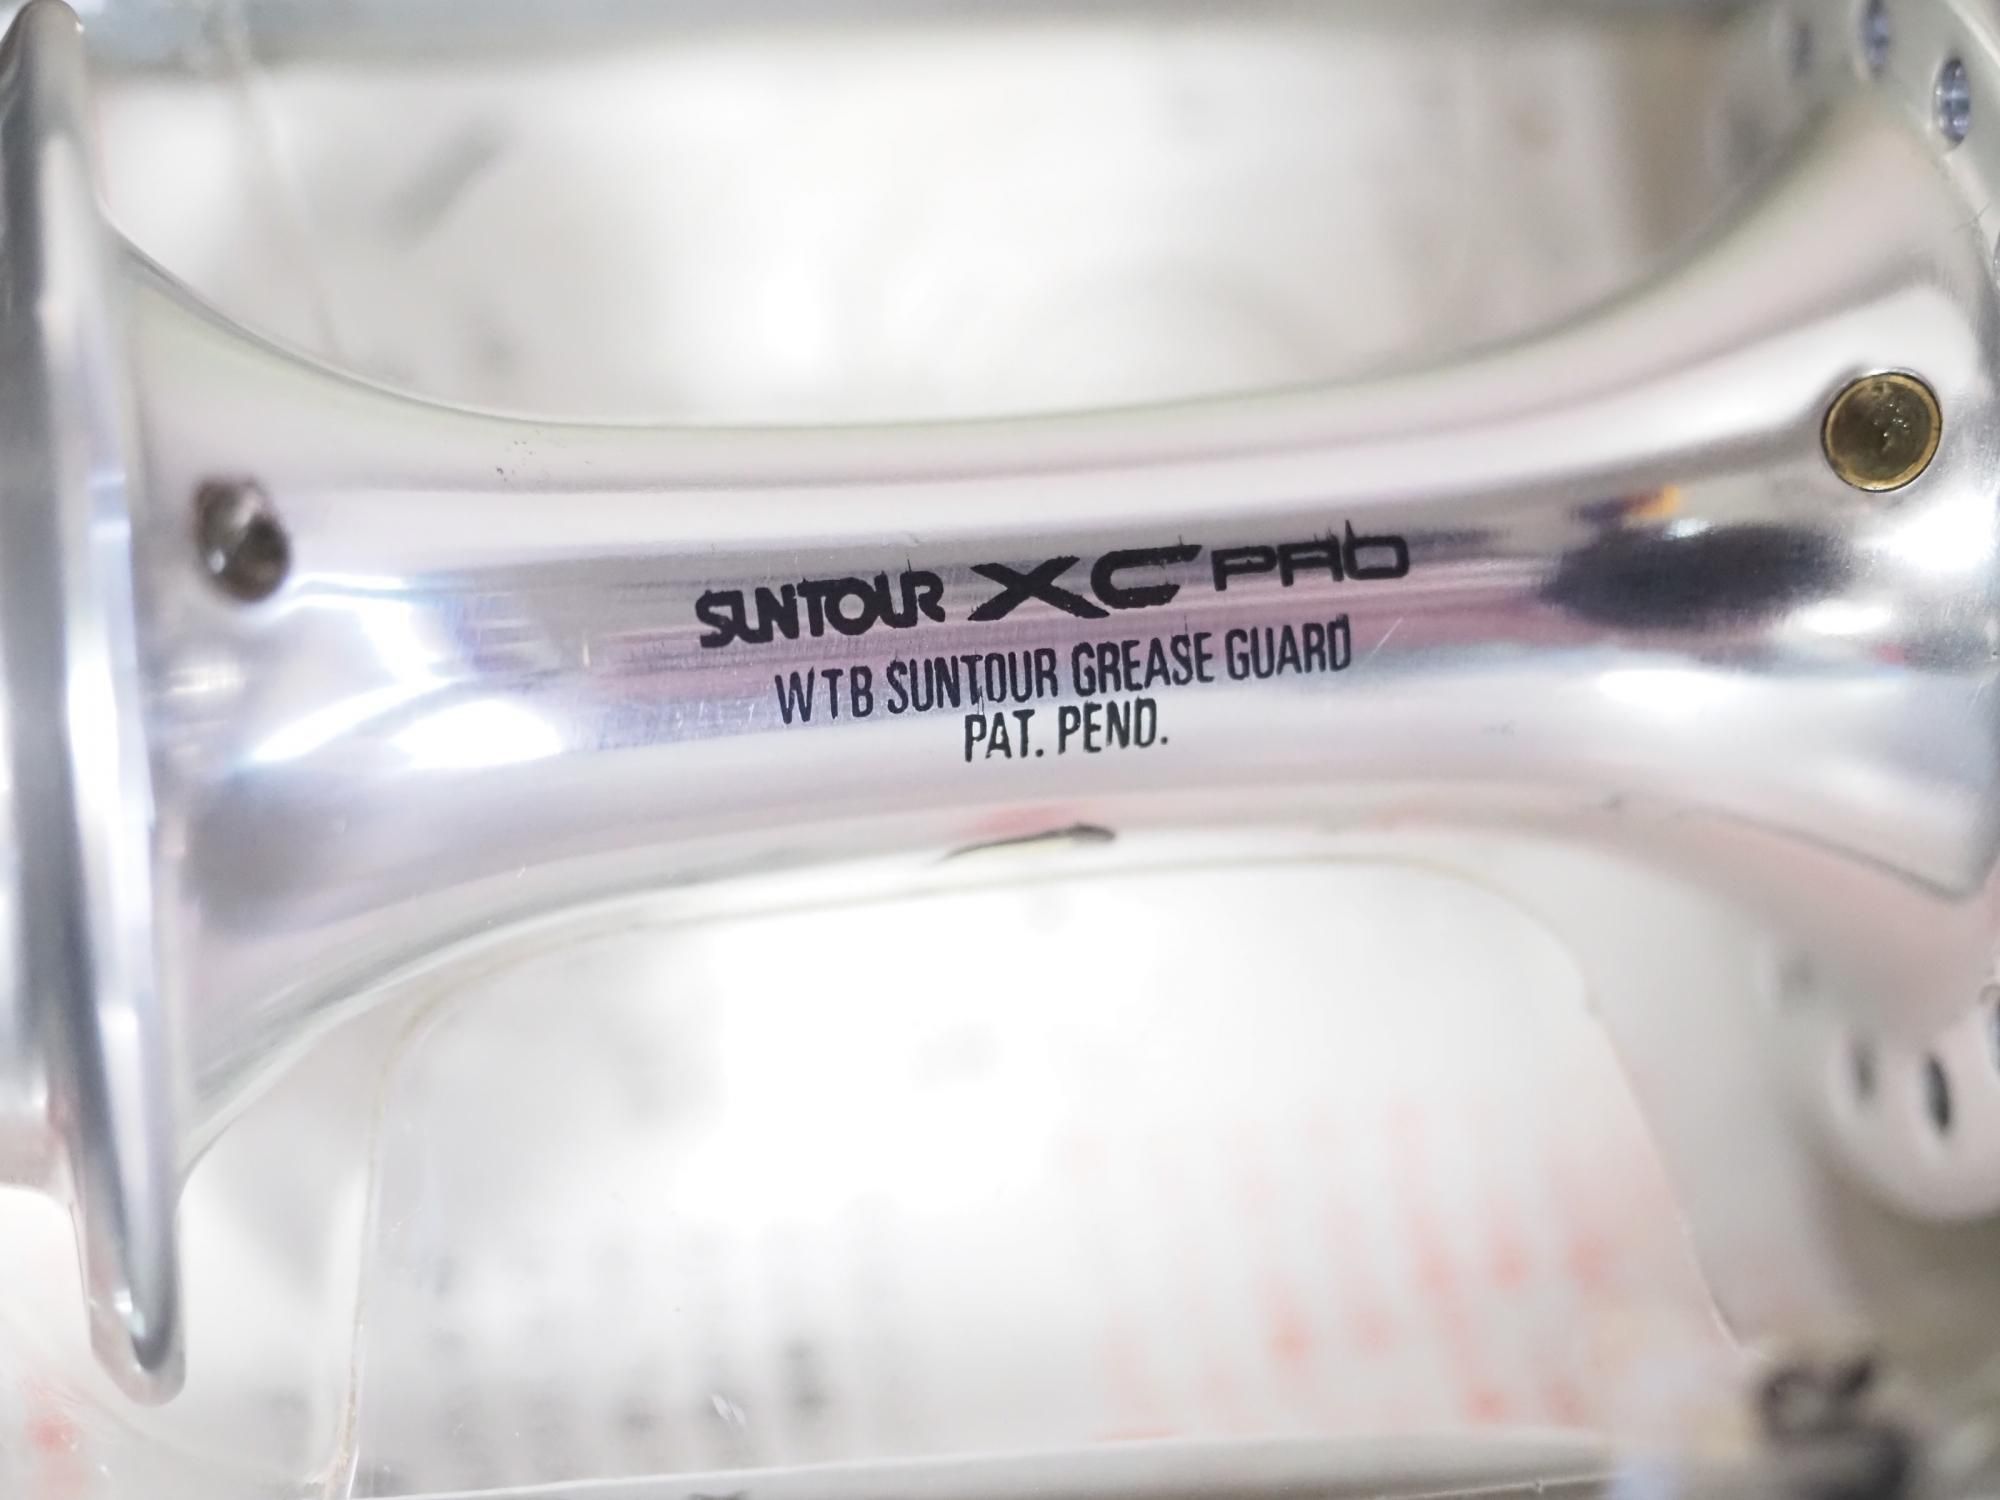 SUNTOUR XC PRO
WTB SUNTOUR GREASE GUARD
PAT. PEND.